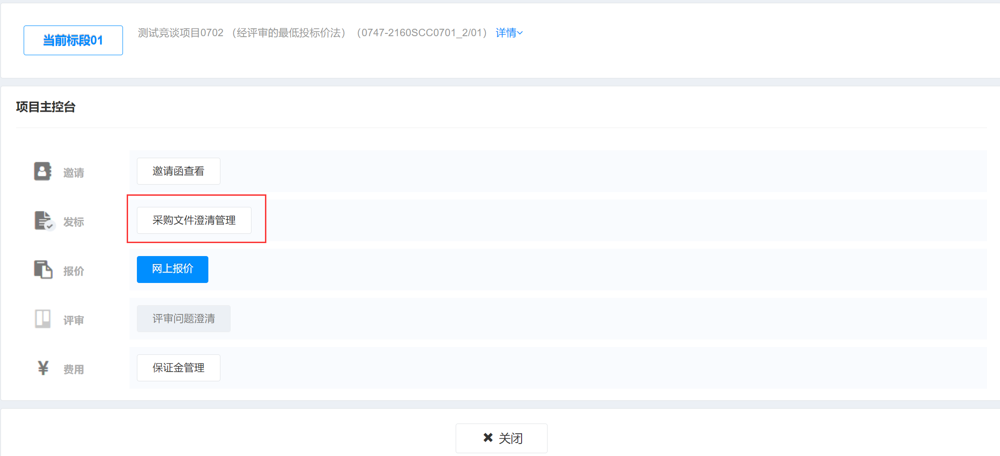 当前标段01
测试竞谈项目0702 （经评审的最低投标价法）（0747-2160SCC0701_2/01） 详情
项目主控台
邀请 邀请函查看
发标 采购文件澄清管理
报价 网上报价
评审 评审问题澄清
¥ 费用 保证金管理
✖ 关闭